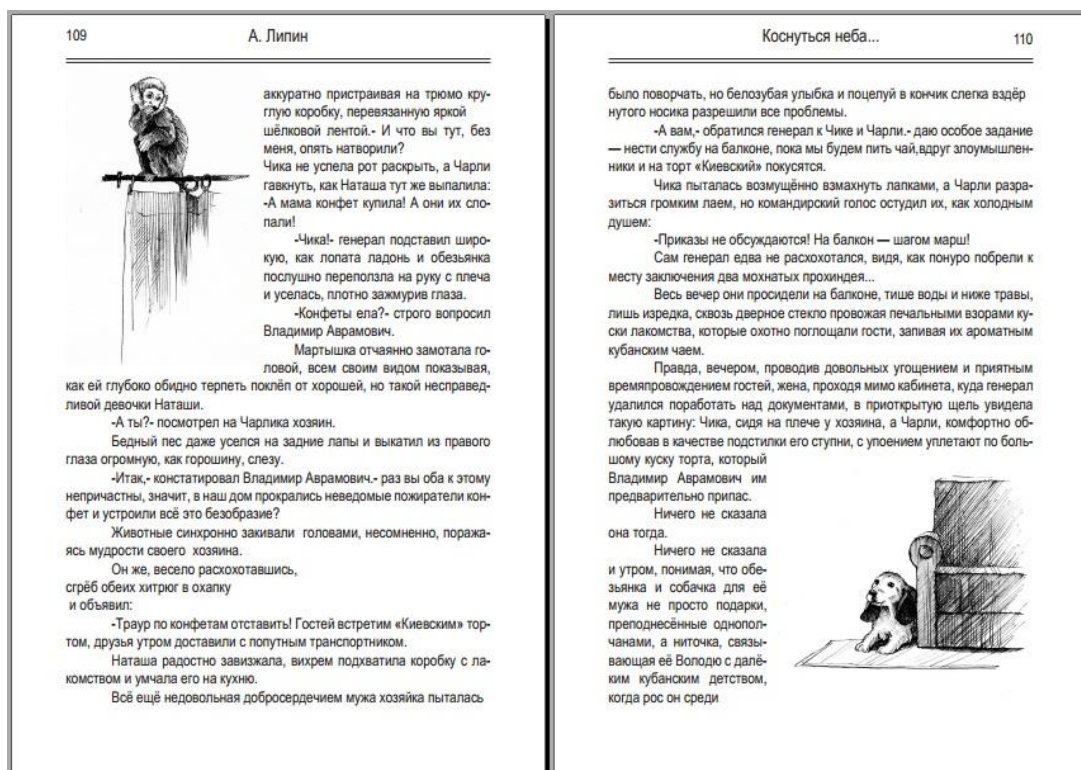 109
А. Липин
аккуратно пристраивая на трюмо кру-
глую коробку, перевязанную яркой
шёлковой лентой.- И что вы тут, без
меня, опять натворили?
Чика не успела рот раскрыть, а Чарли
гавкнуть, как Наташа тут же выпалила:
-А мама конфет купила! А они их сло-
пали!
-Чика!- генерал подставил широ-
кую, как лопата ладонь и обезьянка
послушно переползла на руку с плеча
и уселась, плотно зажмурив глаза.
-Конфеты ела?- строго вопросил
Владимир Аврамович.
Мартышка отчаянно замотала го-
ловой, всем своим видом показывая,
как ей глубоко обидно терпеть поклёп от хорошей, но такой несправед-
ливой девочки Наташи.
-А ты?- посмотрел на Чарлика хозяин.
Бедный пес даже уселся на задние лапы и выкатил из правого
глаза огромную, как горошину, слезу.
-Итак,- констатировал Владимир Аврамович.- раз вы оба к этому
непричастны, значит, в наш дом прокрались неведомые пожиратели кон-
фет и устроили всё это безобразие?
Животные синхронно закивали головами, несомненно, поража-
ясь мудрости своего хозяина.
Он же, весело расхохотавшись,
сгрёб обеих хитрюг в охапку
и объявил:
-Траур по конфетам отставить! Гостей встретим «Киевским» тор-
том, друзья утром доставили с попутным транспортником.
Наташа радостно завизжала, вихрем подхватила коробку с ла-
комством и умчала его на кухню.
Всё ещё недовольная добросердечием мужа хозяйка пыталась
Коснуться неба...
110
было поворчать, но белозубая улыбка и поцелуй в кончик слегка вздёр
нутого носика разрешили все проблемы.
-А вам,- обратился генерал к Чике и Чарли.- даю особое задание
— нести службу на балконе, пока мы будем пить чай,вдруг злоумышлен-
ники и на торт «Киевский» покусятся.
Чика пыталась возмущённо взмахнуть лапками, а Чарли разра-
зиться громким лаем, но командирский голос остудил их, как холодным
душем:
-Приказы не обсуждаются! На балкон — шагом марш!
Сам генерал едва не расхохотался, видя, как понуро побрели к
месту заключения два мохнатых прохиндея...
Весь вечер они просидели на балконе, тише воды и ниже травы,
лишь изредка, сквозь дверное стекло провожая печальными взорами ку-
ски лакомства, которые охотно поглощали гости, запивая их ароматным
кубанским чаем.
Правда, вечером, проводив довольных угощением и приятным
времяпровождением гостей, жена, проходя мимо кабинета, куда генерал
удалился поработать над документами, в приоткрытую щель увидела
такую картину: Чика, сидя на плече у хозяина, а Чарли, комфортно об-
любовав в качестве подстилки его ступни, с упоением уплетают по боль-
шому куску торта, который
Владимир Аврамович им
предварительно припас.
Ничего не сказала
она тогда.
Ничего не сказала
и утром, понимая, что обе-
зьянка и собачка для её
мужа не просто подарки,
преподнесённые однопол-
чанами, а ниточка, связы-
вающая её Володю с далё-
ким кубанским детством,
когда рос он среди